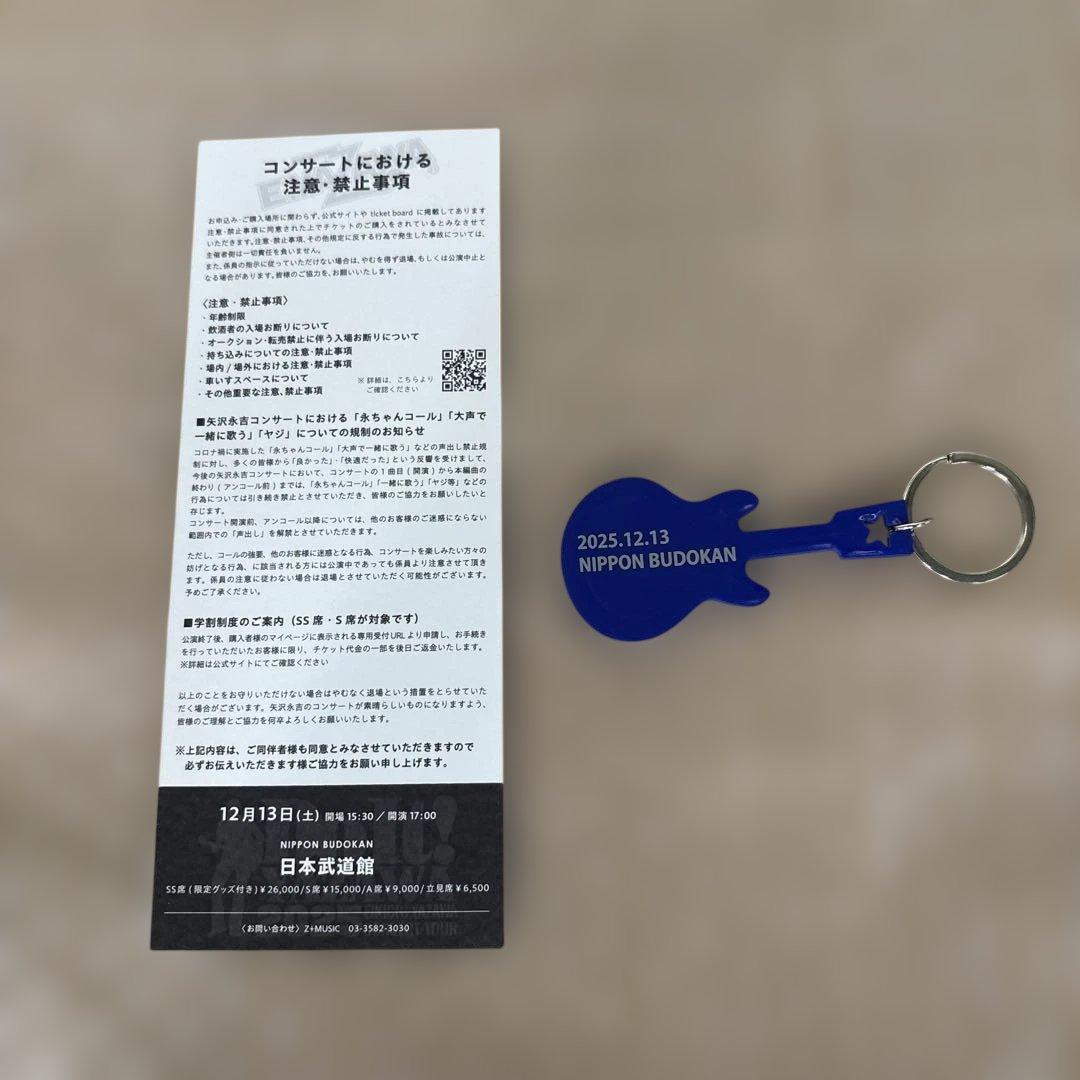 コンサートにおける
注意・禁止事項
お申込み・ご購入場所に関わらず、公式サイトや ticket board に掲載してあります
注意・禁止事項に同意された上でチケットのご購入をされているとみなさせて
いただきます。注意・禁止事項、その他規定に反する行為で発生した事故については、
主催者側は一切責任を負いません。
また、係員の指示に従っていただけない場合は、やむを得ず退場、もしくは公演中止と
なる場合があります。皆様のご協力を、お願いいたします。
〈注意・禁止事項〉
・年齢制限
・飲酒者の入場お断りについて
・オークション・転売禁止に伴う入場お断りについて
・持ち込みについての注意・禁止事項
・場内 / 場外における注意・禁止事項
・車いすスペースについて
・その他重要な注意、禁止事項
※ 詳細は、こちらより
ご確認ください
■矢沢永吉コンサートにおける「永ちゃんコール」「大声で
一緒に歌う」「ヤジ」についての規制のお知らせ
コロナ禍に実施した「永ちゃんコール」「大声で一緒に歌う」などの声出し禁止規
制に対し、多くの皆様から「良かった」・「快適だった」という反響を受けまして、
今後の矢沢永吉コンサートにおいて、コンサートの 1 曲目 ( 開演 ) から本編曲の
終わり ( アンコール前 ) までは、「永ちゃんコール」「一緒に歌う」「ヤジ等」などの
行為については引き続き禁止とさせていただき、皆様のご協力をお願いしたいと
存じます。
コンサート開演前、アンコール以降については、他のお客様のご迷惑にならない
範囲内での「声出し」を解禁とさせていただきます。
ただし、コールの強要、他のお客様に迷惑となる行為、コンサートを楽しみたい方々の
妨げとなる行為、に該当される方には公演中であっても係員より注意させて頂き
ます。係員の注意に従わない場合は退場とさせていただく可能性がございます。
予めご了承ください。
■学割制度のご案内（SS 席・S 席が対象です）
公演終了後、購入者様のマイページに表示される専用受付 URL より申請し、お手続き
を行っていただいたお客様に限り、チケット代金の一部を後日ご返金いたします。
※詳細は公式サイトにてご確認ください
以上のことをお守りいただけない場合はやむなく退場という措置をとらせていた
だく場合がございます。矢沢永吉のコンサートが素晴らしいものになりますよう、
皆様のご理解とご協力を何卒よろしくお願いいたします。
※上記内容は、ご同伴者様も同意とみなさせていただきますので
必ずお伝えいただきます様ご協力をお願い申し上げます。
12月13日(土) 開場 15:30 ／ 開演 17:00
NIPPON BUDOKAN
日本武道館
SS席 ( 限定グッズ付き ) ¥ 26,000 / S席 ¥ 15,000 / A席 ¥ 9,000 / 立見席 ¥ 6,500
〈お問い合わせ〉Z+MUSIC 03-3582-3030
2025.12.13
NIPPON BUDOKAN